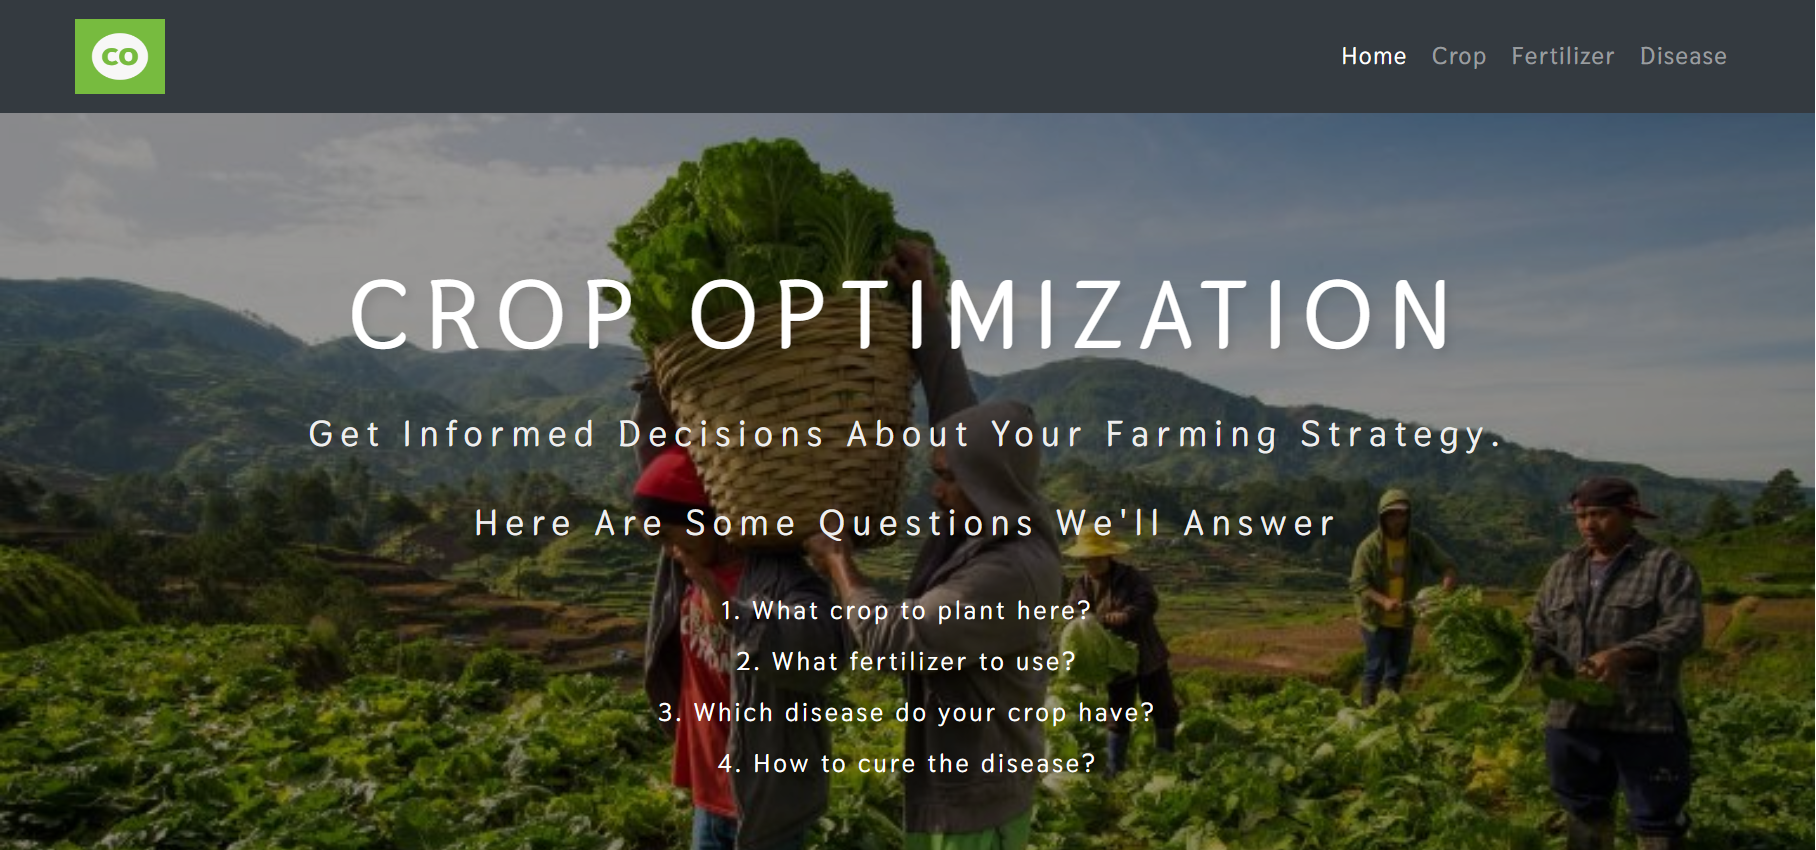 co
Home Crop Fertilizer Disease
CROP OPTIMIZATION
Get Informed Decisions About Your Farming Strategy.
Here Are Some Questions We'll Answer
1. What crop to plant here?
2. What fertilizer to use?
3. Which disease do your crop have?
4. How to cure the disease?